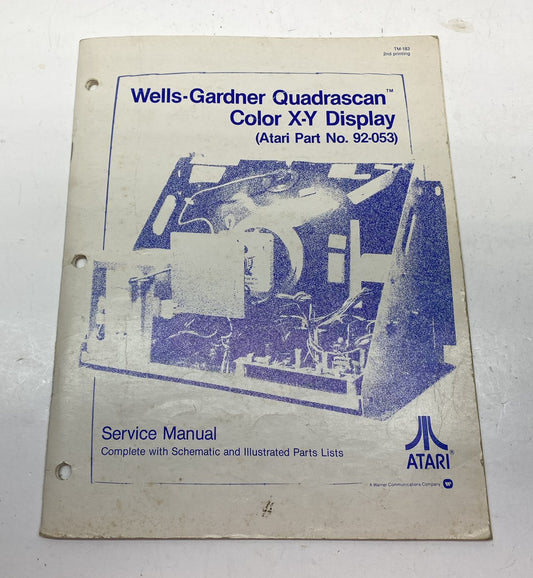 TM-183
2nd printing
Wells-Gardner Quadrascan™
Color X-Y Display
(Atari Part No. 92-053)
Service Manual
Complete with Schematic and Illustrated Parts Lists
ATARI®
A Warner Communications Company